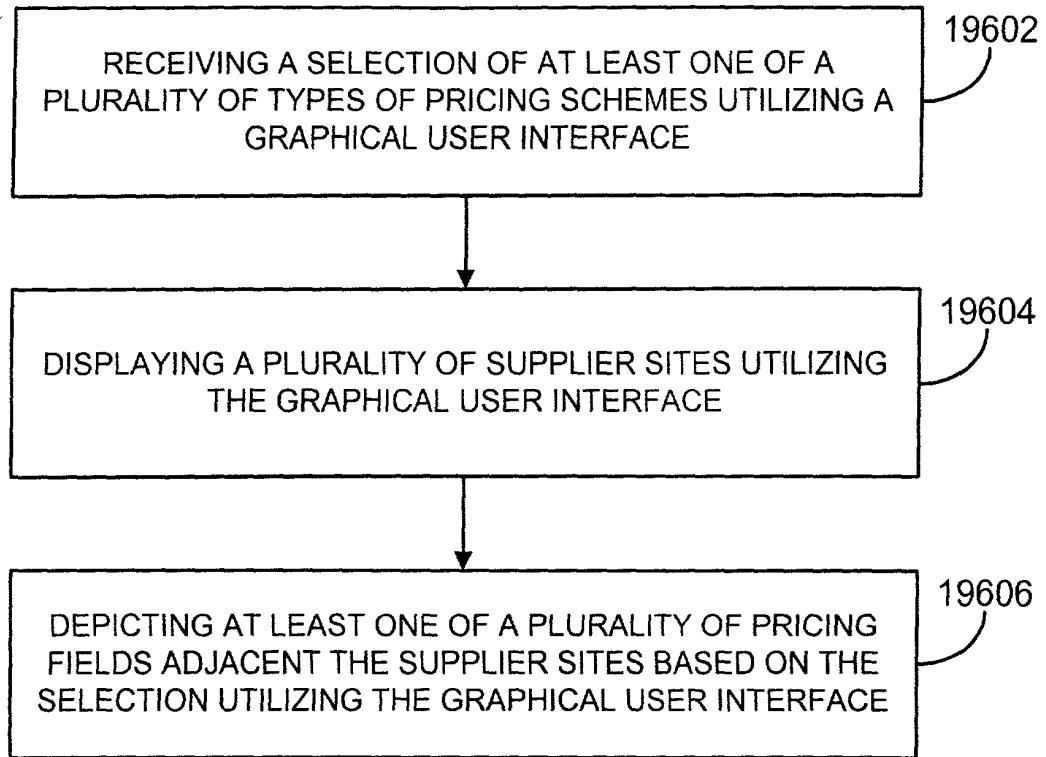 19602
RECEIVING A SELECTION OF AT LEAST ONE OF A
PLURALITY OF TYPES OF PRICING SCHEMES UTILIZING A
GRAPHICAL USER INTERFACE
19604
DISPLAYING A PLURALITY OF SUPPLIER SITES UTILIZING
THE GRAPHICAL USER INTERFACE
19606
DEPICTING AT LEAST ONE OF A PLURALITY OF PRICING
FIELDS ADJACENT THE SUPPLIER SITES BASED ON THE
SELECTION UTILIZING THE GRAPHICAL USER INTERFACE